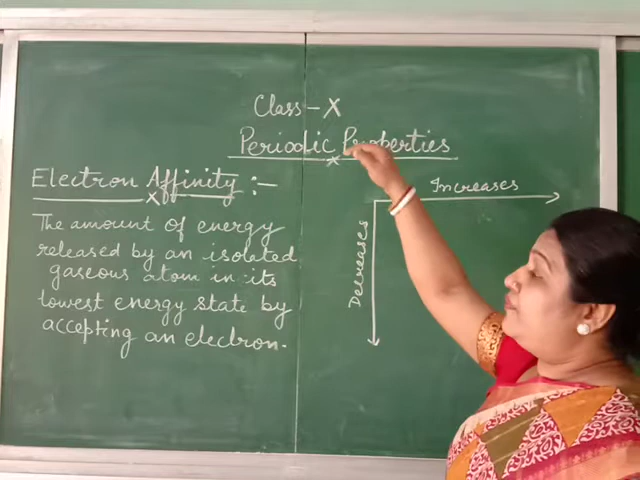 Class – X
Periodic Properties
Electron Affinity :–
The amount of energy
released by an isolated
gaseous atom in its
lowest energy state by
accepting an electron.
Increases
Decreases